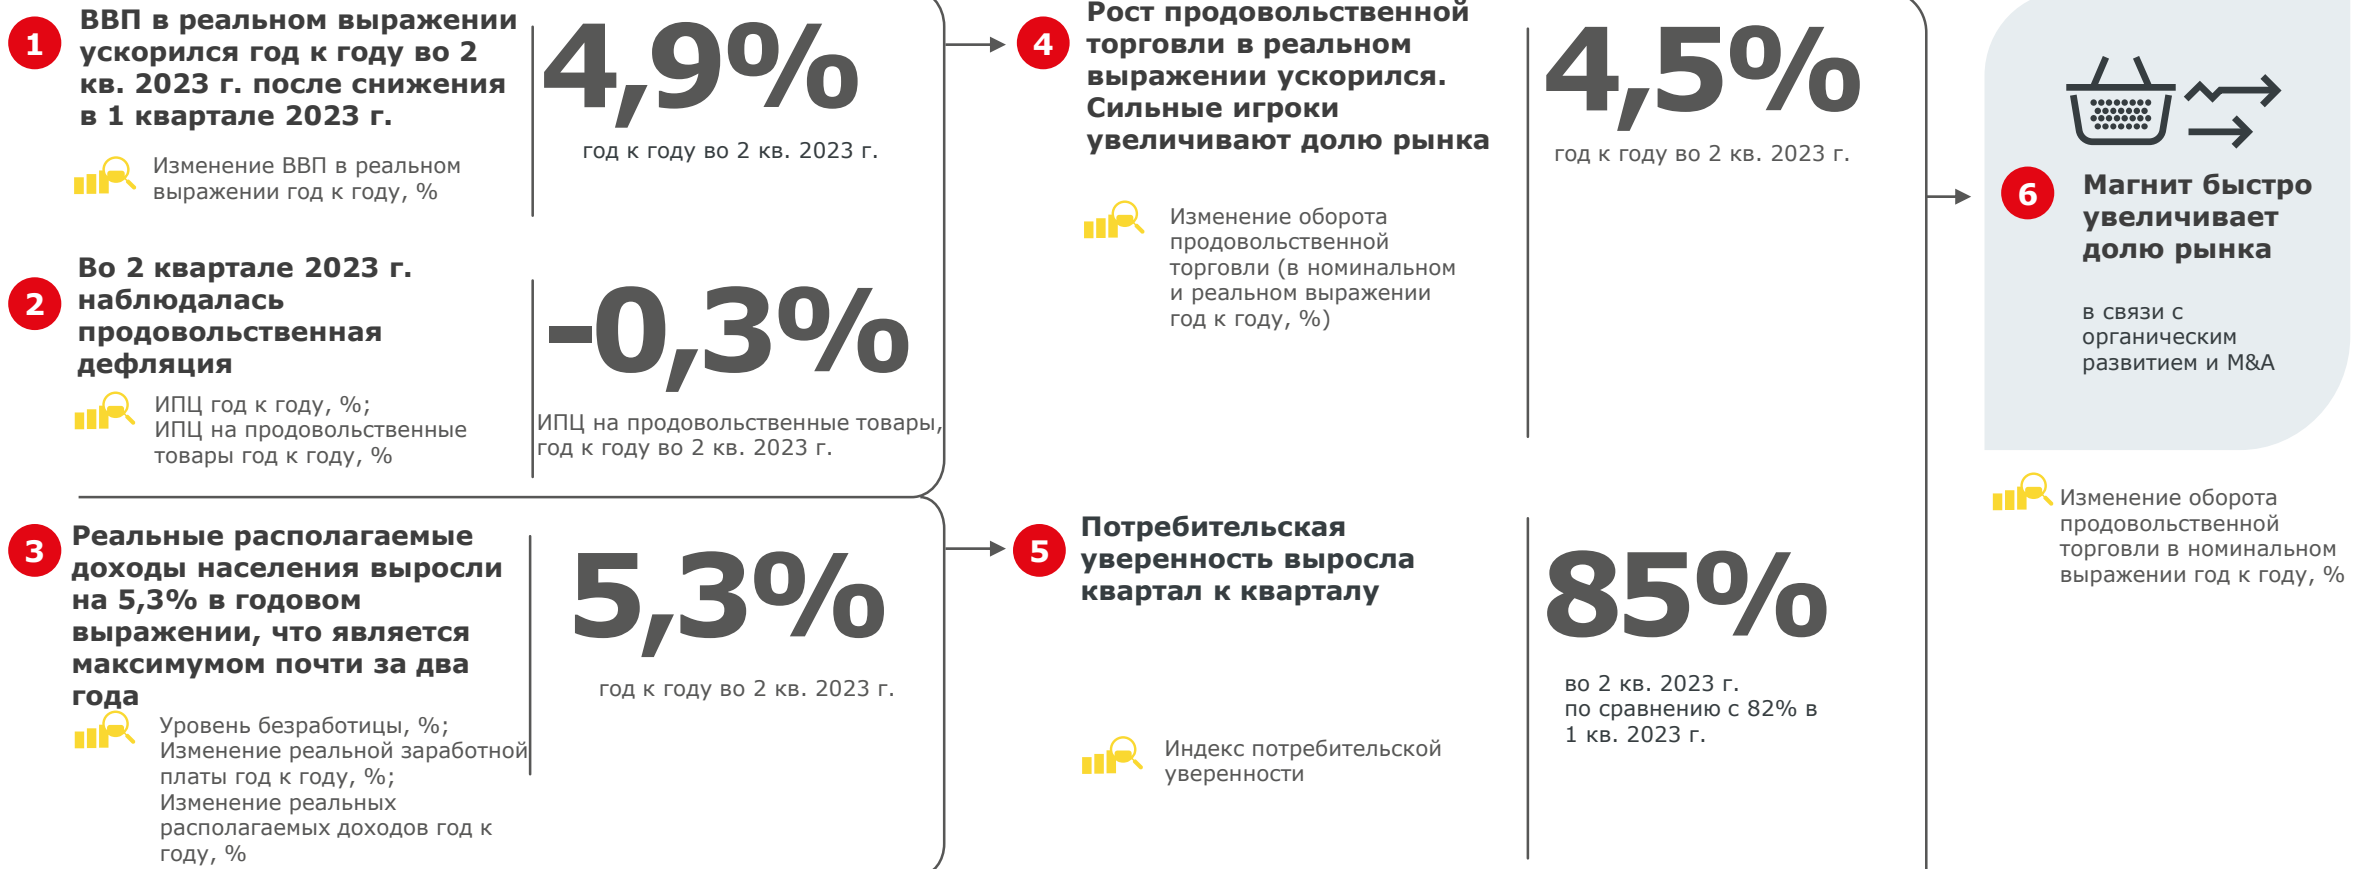 1
ВВП в реальном выражении
ускорился год к году во 2
кв. 2023 г. после снижения
в 1 квартале 2023 г.
Изменение ВВП в реальном
выражении год к году, %
4,9%
год к году во 2 кв. 2023 г.
2
Во 2 квартале 2023 г.
наблюдалась
продовольственная
дефляция
ИПЦ год к году, %;
ИПЦ на продовольственные
товары год к году, %
-0,3%
ИПЦ на продовольственные товары,
год к году во 2 кв. 2023 г.
3
Реальные располагаемые
доходы населения выросли
на 5,3% в годовом
выражении, что является
максимумом почти за два
года
Уровень безработицы, %;
Изменение реальной заработной
платы год к году, %;
Изменение реальных
располагаемых доходов год к
году, %
5,3%
год к году во 2 кв. 2023 г.
4
Рост продовольственной
торговли в реальном
выражении ускорился.
Сильные игроки
увеличивают долю рынка
Изменение оборота
продовольственной
торговли (в номинальном
и реальном выражении
год к году, %)
4,5%
год к году во 2 кв. 2023 г.
5
Потребительская
уверенность выросла
квартал к кварталу
Индекс потребительской
уверенности
85%
во 2 кв. 2023 г.
по сравнению с 82% в
1 кв. 2023 г.
6
Магнит быстро
увеличивает
долю рынка
в связи с
органическим
развитием и M&A
Изменение оборота
продовольственной
торговли в номинальном
выражении год к году, %